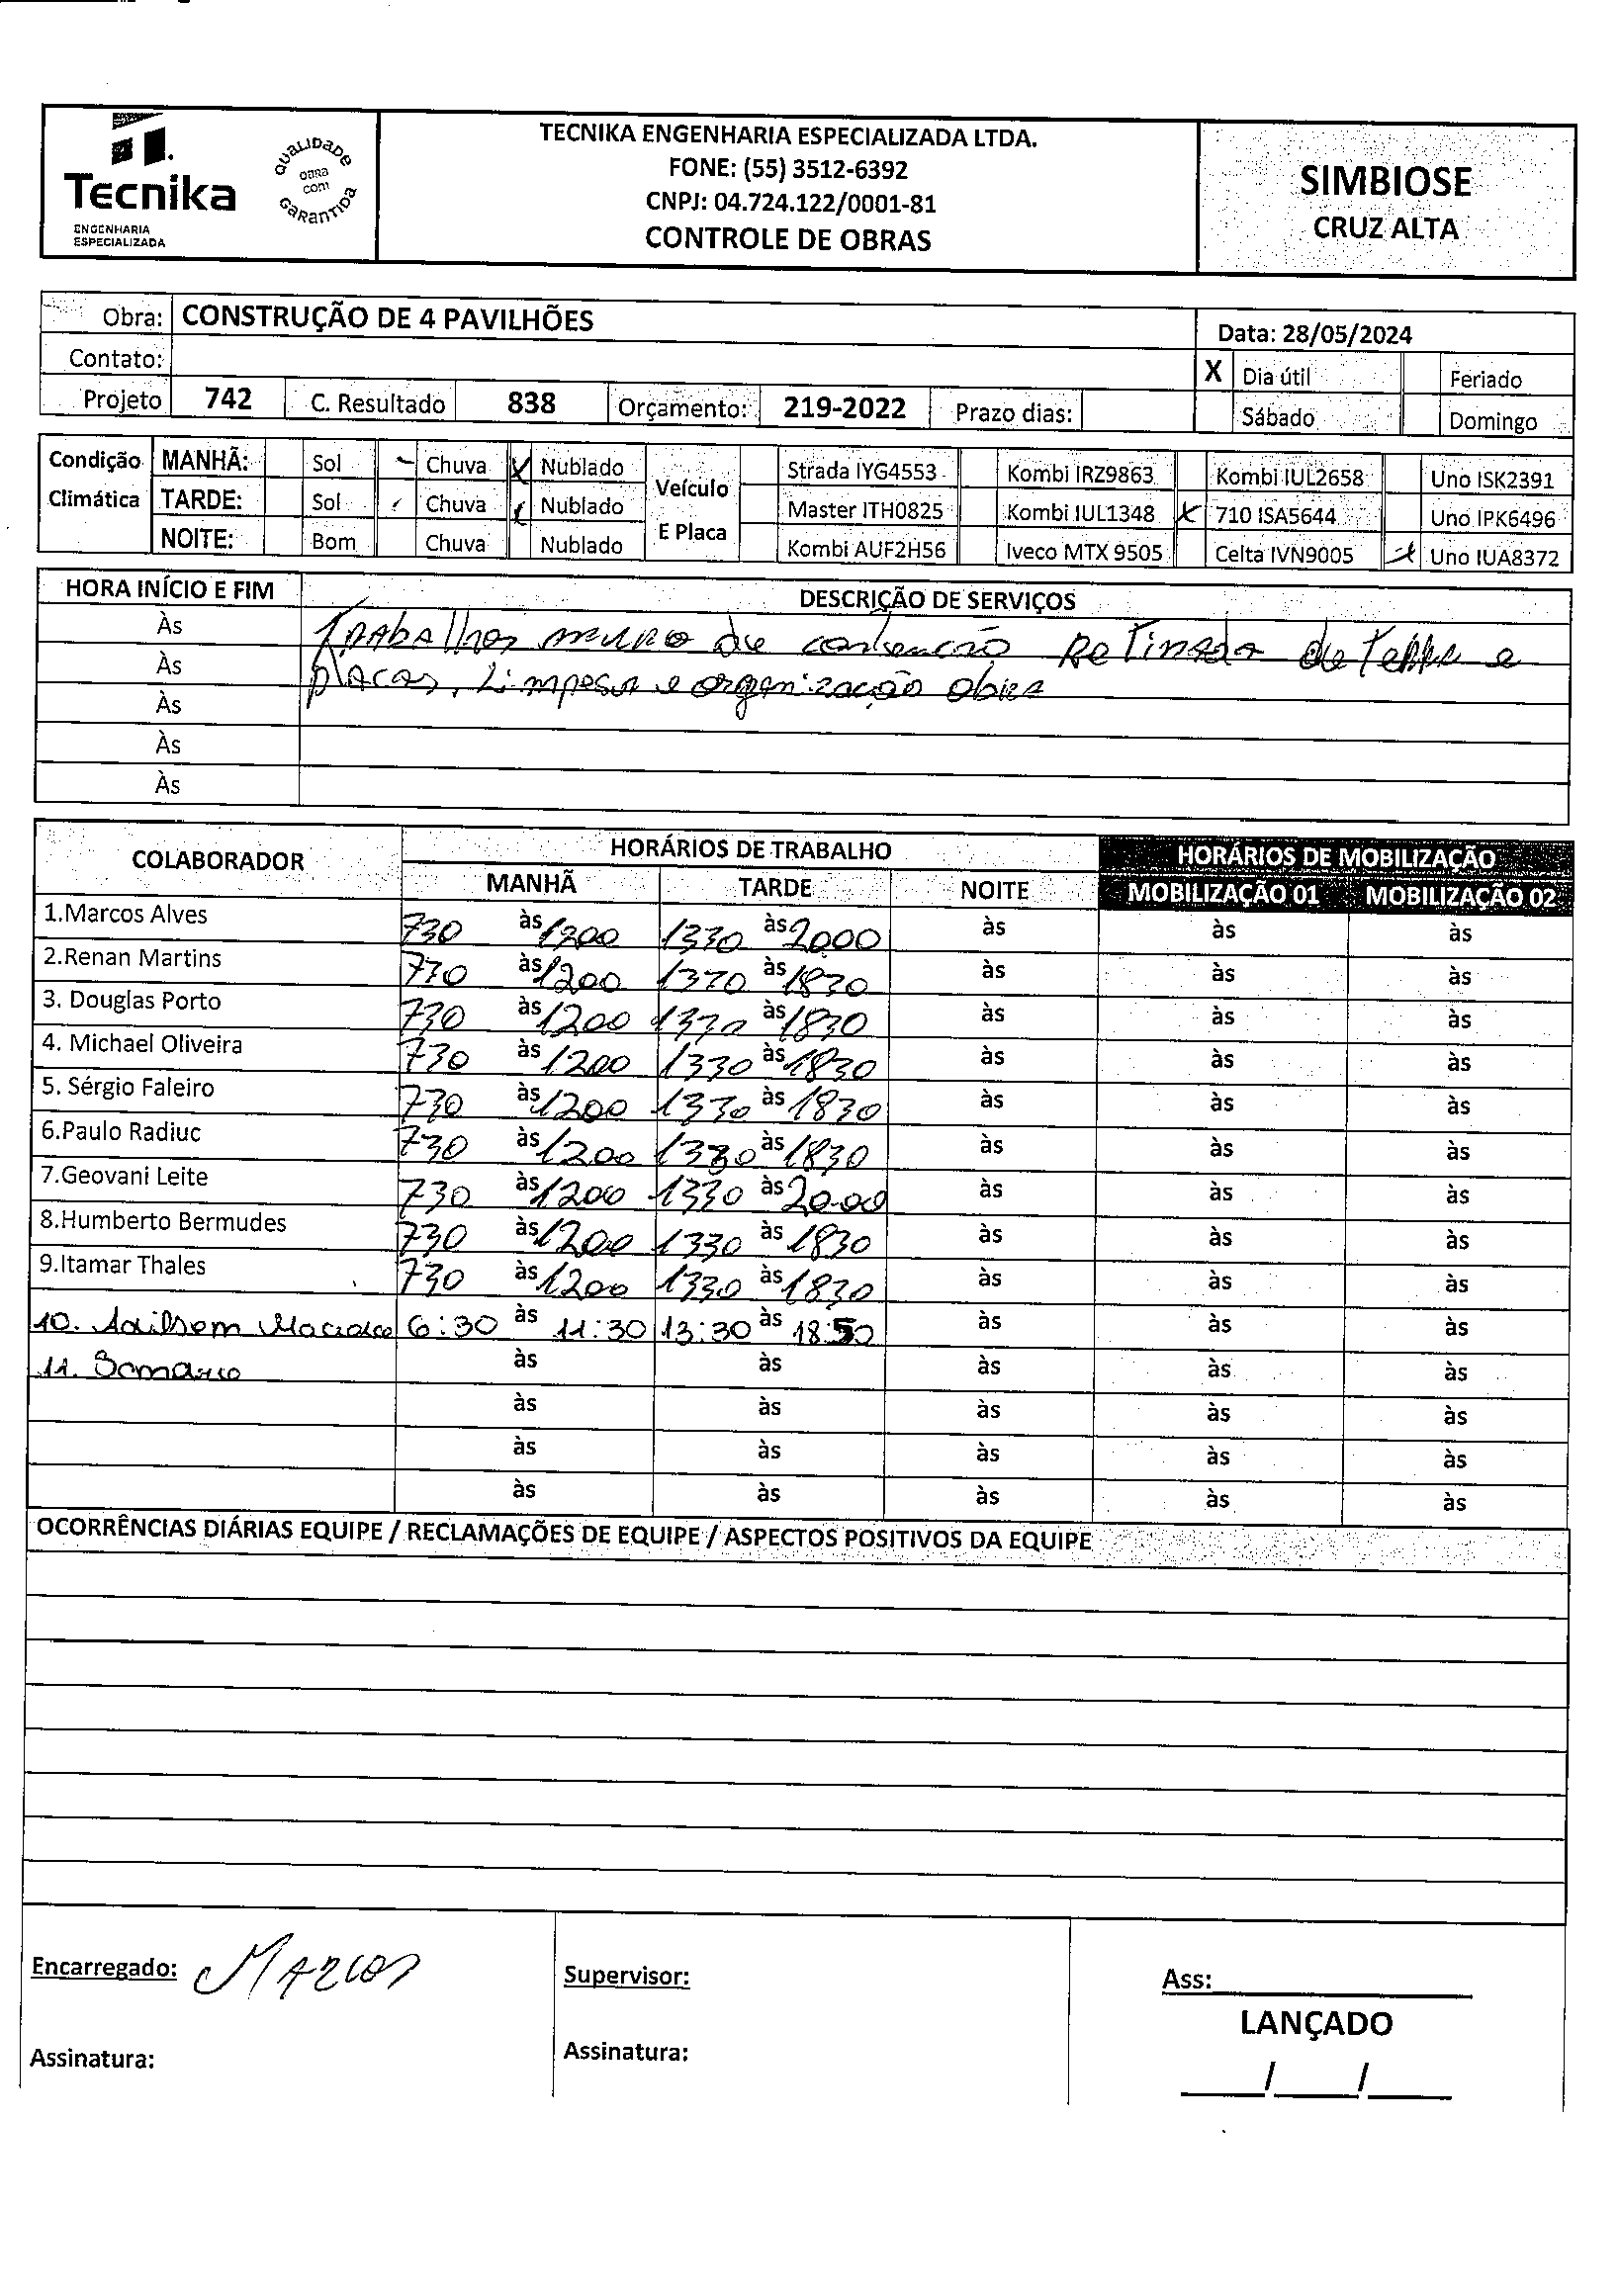 TECNIKA ENGENHARIA ESPECIALIZADA LTDA.
FONE: (55) 3512-6392
CNPJ: 04.724.122/0001-81
CONTROLE DE OBRAS
Tecnika
ENGENHARIA
ESPECIALIZADA
QUALIDADE
OBRA
COM
GARANTIDA
SIMBIOSE
CRUZ ALTA
Obra: CONSTRUÇÃO DE 4 PAVILHÕES
Data: 28/05/2024
Contato:
X Dia útil Feriado
Projeto 742 C. Resultado 838 Orçamento: 219-2022 Prazo dias:
Sábado Domingo
Condição Climática
MANHÃ: Sol Chuva X Nublado
TARDE: Sol Chuva Nublado
NOITE: Bom Chuva Nublado
Veículo E Placa
Strada IYG4553 Kombi IRZ9863 Kombi IUL2658 Uno ISK2391
Master ITH0825 Kombi IUL1348 X 710 ISA5644 Uno IPK6496
Kombi AUF2H56 Iveco MTX 9505 Celta IVN9005 X Uno IUA8372
HORA INÍCIO E FIM DESCRIÇÃO DE SERVIÇOS
Às Trabalhos muro de contencão Retirada de terra e
Às placas, Limpesa e organização obra
Às
Às
Às
COLABORADOR HORÁRIOS DE TRABALHO HORÁRIOS DE MOBILIZAÇÃO
MANHÃ TARDE NOITE MOBILIZAÇÃO 01 MOBILIZAÇÃO 02
1.Marcos Alves 730 às 1200 1330 às 2000 às às às
2.Renan Martins 730 às 1200 1330 às 1830 às às às
3. Douglas Porto 730 às 1200 1330 às 1830 às às às
4. Michael Oliveira 730 às 1200 1330 às 1830 às às às
5. Sérgio Faleiro 730 às 1200 1330 às 1830 às às às
6.Paulo Radiuc 730 às 1200 1330 às 1830 às às às
7.Geovani Leite 730 às 1200 1330 às 2000 às às às
8.Humberto Bermudes 730 às 1200 1330 às 1830 às às às
9.Itamar Thales 730 às 1200 1330 às 1830 às às às
10. 6:30 às 11:30 13:30 às 18:50 às às às
11. às às às às às
às às às às às
às às às às às
às às às às às
OCORRÊNCIAS DIÁRIAS EQUIPE / RECLAMAÇÕES DE EQUIPE / ASPECTOS POSITIVOS DA EQUIPE
Encarregado: Marcos
Supervisor:
Ass:
LANÇADO
Assinatura:
Assinatura:
____/____/____